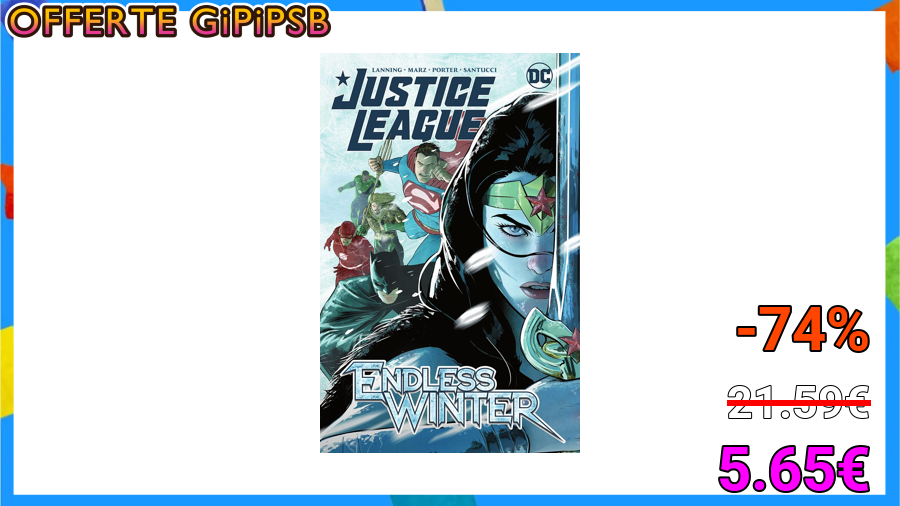 OFFERTE GiPiPSB
LANNING • MARZ • PORTER • SANTUCCI
DC
JUSTICE
LEAGUE
ENDLESS
WINTER
-74%
21.59€
5.65€